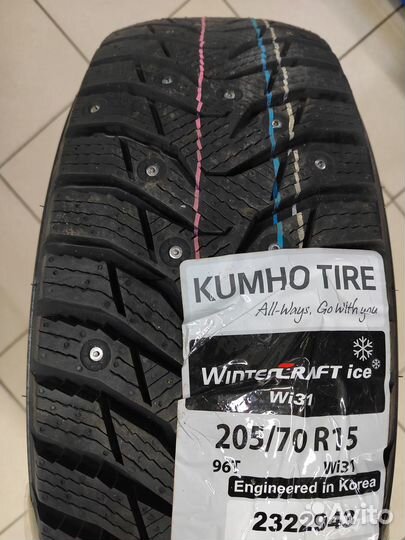 KUMHO TIRE
All-Ways, Go With you
WINTERCRAFT ice
Wi31
205/70 R15
96T Wi31
Engineered in Korea
2322943
Avito